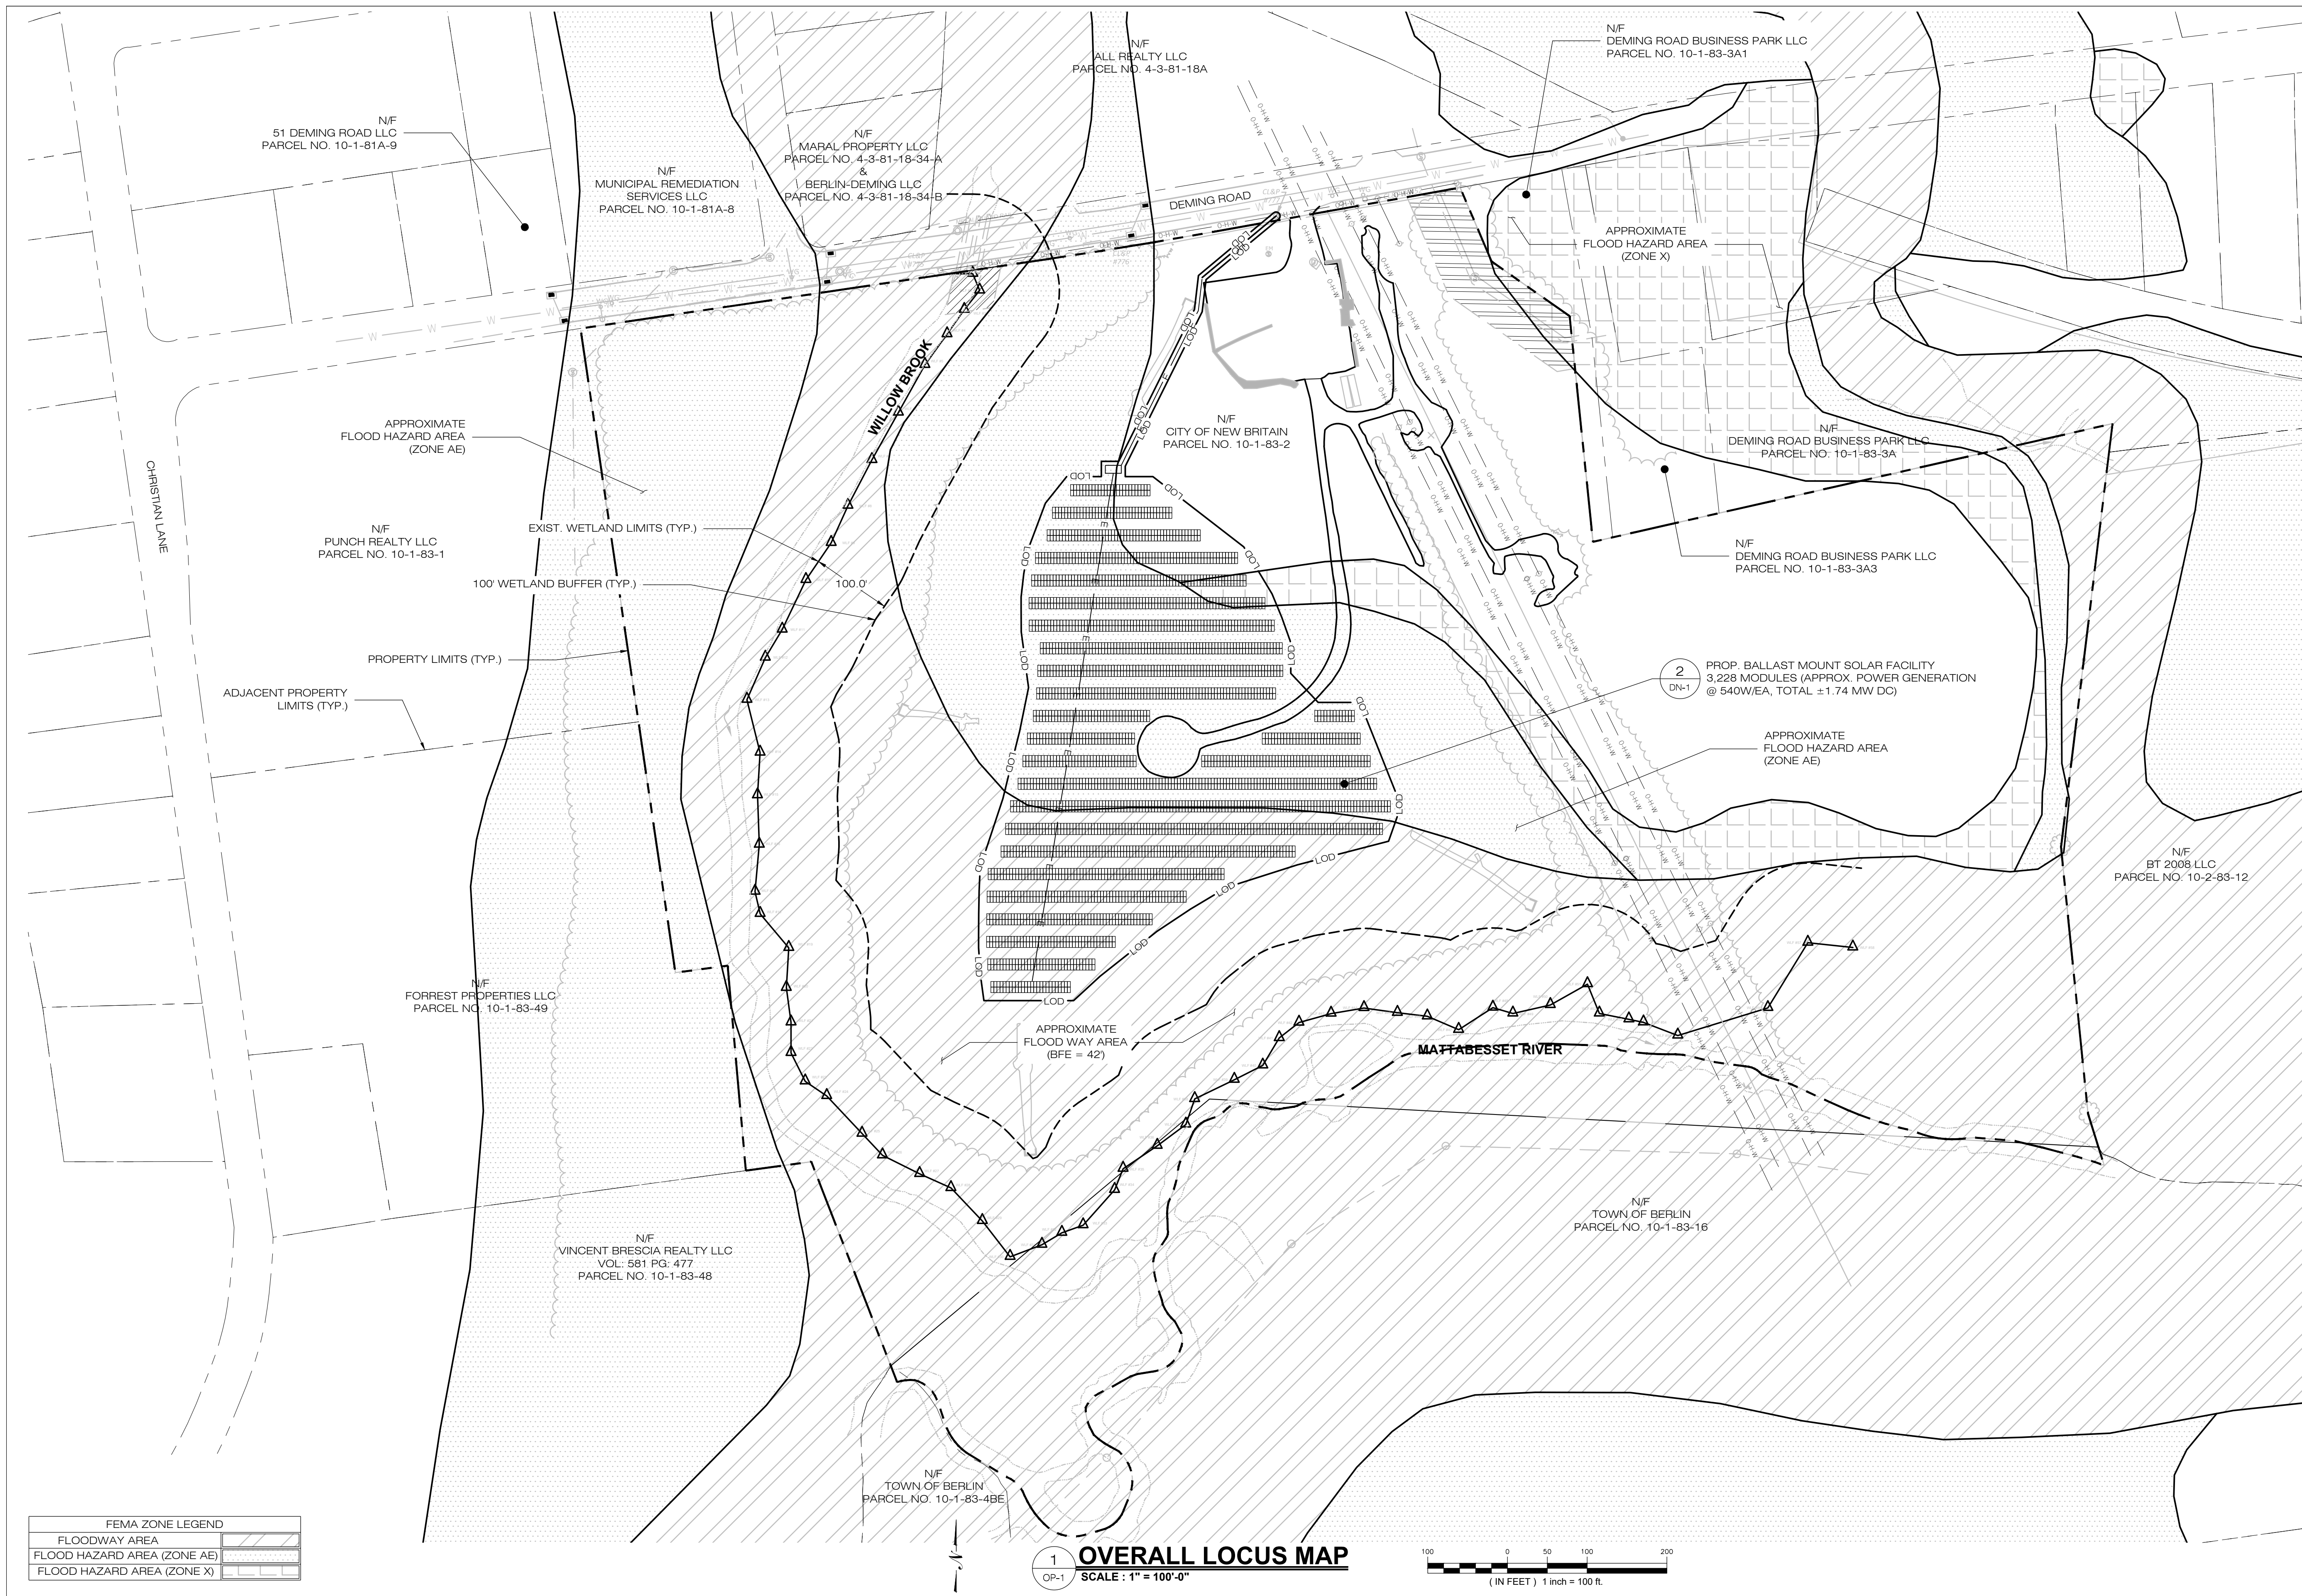 N/F
ALL REALTY LLC
PARCEL NO. 4-3-81-18A
N/F
DEMING ROAD BUSINESS PARK LLC
PARCEL NO. 10-1-83-3A1
N/F
51 DEMING ROAD LLC
PARCEL NO. 10-1-81A-9
N/F
MUNICIPAL REMEDIATION
SERVICES LLC
PARCEL NO. 10-1-81A-8
N/F
MARAL PROPERTY LLC
PARCEL NO. 4-3-81-18-34-A
&
BERLIN-DEMING LLC
PARCEL NO. 4-3-81-18-34-B
DEMING ROAD
APPROXIMATE
FLOOD HAZARD AREA
(ZONE X)
WILLOW BROOK
APPROXIMATE
FLOOD HAZARD AREA
(ZONE AE)
N/F
CITY OF NEW BRITAIN
PARCEL NO. 10-1-83-2
N/F
DEMING ROAD BUSINESS PARK LLC
PARCEL NO. 10-1-83-3A
CHRISTIAN LANE
N/F
PUNCH REALTY LLC
PARCEL NO. 10-1-83-1
EXIST. WETLAND LIMITS (TYP.)
100' WETLAND BUFFER (TYP.)
100.0'
N/F
DEMING ROAD BUSINESS PARK LLC
PARCEL NO. 10-1-83-3A3
PROPERTY LIMITS (TYP.)
ADJACENT PROPERTY
LIMITS (TYP.)
2
DN-1
PROP. BALLAST MOUNT SOLAR FACILITY
3,228 MODULES (APPROX. POWER GENERATION
@ 540W/EA, TOTAL ±1.74 MW DC)
APPROXIMATE
FLOOD HAZARD AREA
(ZONE AE)
LOD
LOD
LOD
LOD
LOD
LOD
N/F
BT 2008 LLC
PARCEL NO. 10-2-83-12
N/F
FORREST PROPERTIES LLC
PARCEL NO. 10-1-83-49
APPROXIMATE
FLOOD WAY AREA
(BFE = 42')
MATTABESSET RIVER
N/F
TOWN OF BERLIN
PARCEL NO. 10-1-83-16
N/F
VINCENT BRESCIA REALTY LLC
VOL: 581 PG: 477
PARCEL NO. 10-1-83-48
N/F
TOWN OF BERLIN
PARCEL NO. 10-1-83-4BE
FEMA ZONE LEGEND
FLOODWAY AREA
FLOOD HAZARD AREA (ZONE AE)
FLOOD HAZARD AREA (ZONE X)
N
1
OP-1
OVERALL LOCUS MAP
SCALE : 1" = 100'-0"
100 0 50 100 200
( IN FEET ) 1 inch = 100 ft.